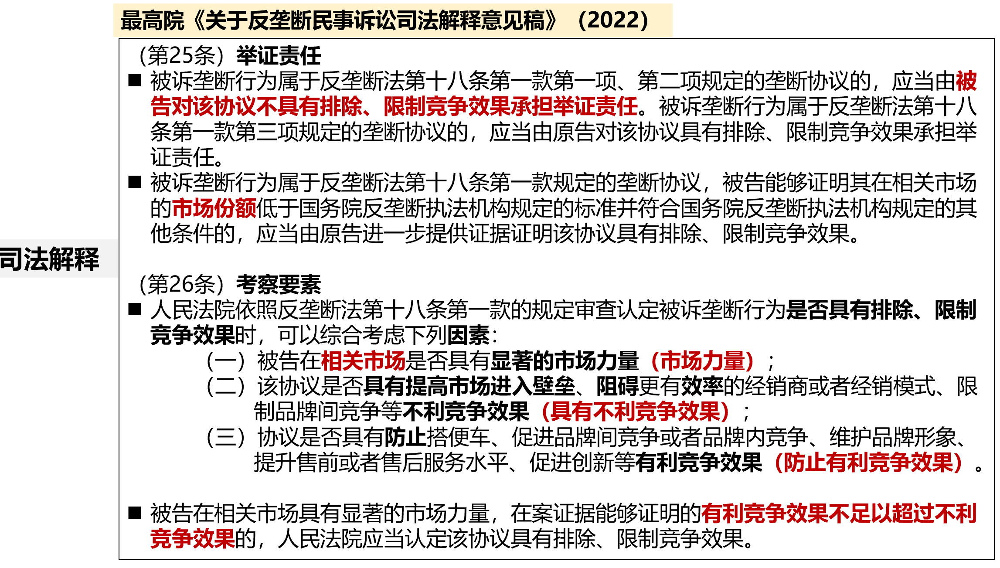 最高院《关于反垄断民事诉讼司法解释意见稿》（2022）
（第25条）举证责任
■ 被诉垄断行为属于反垄断法第十八条第一款第一项、第二项规定的垄断协议的，应当由被
告对该协议不具有排除、限制竞争效果承担举证责任。被诉垄断行为属于反垄断法第十八
条第一款第三项规定的垄断协议的，应当由原告对该协议具有排除、限制竞争效果承担举
证责任。
■ 被诉垄断行为属于反垄断法第十八条第一款规定的垄断协议，被告能够证明其在相关市场
的市场份额低于国务院反垄断执法机构规定的标准并符合国务院反垄断执法机构规定的其
他条件的，应当由原告进一步提供证据证明该协议具有排除、限制竞争效果。
司法解释
（第26条）考察要素
■ 人民法院依照反垄断法第十八条第一款的规定审查认定被诉垄断行为是否具有排除、限制
竞争效果时，可以综合考虑下列因素：
（一）被告在相关市场是否具有显著的市场力量（市场力量）；
（二）该协议是否具有提高市场进入壁垒、阻碍更有效率的经销商或者经销模式、限
制品牌间竞争等不利竞争效果（具有不利竞争效果）；
（三）协议是否具有防止搭便车、促进品牌间竞争或者品牌内竞争、维护品牌形象、
提升售前或者售后服务水平、促进创新等有利竞争效果（防止有利竞争效果）。
■ 被告在相关市场具有显著的市场力量，在案证据能够证明的有利竞争效果不足以超过不利
竞争效果的，人民法院应当认定该协议具有排除、限制竞争效果。